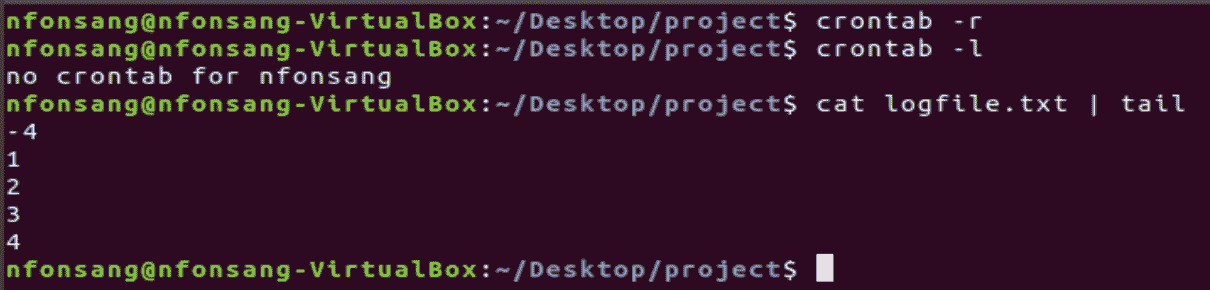 nfonsang@nfonsang-VirtualBox:~/Desktop/project$ crontab -r
nfonsang@nfonsang-VirtualBox:~/Desktop/project$ crontab -l
no crontab for nfonsang
nfonsang@nfonsang-VirtualBox:~/Desktop/project$ cat logfile.txt | tail
-4
1
2
3
4
nfonsang@nfonsang-VirtualBox:~/Desktop/project$